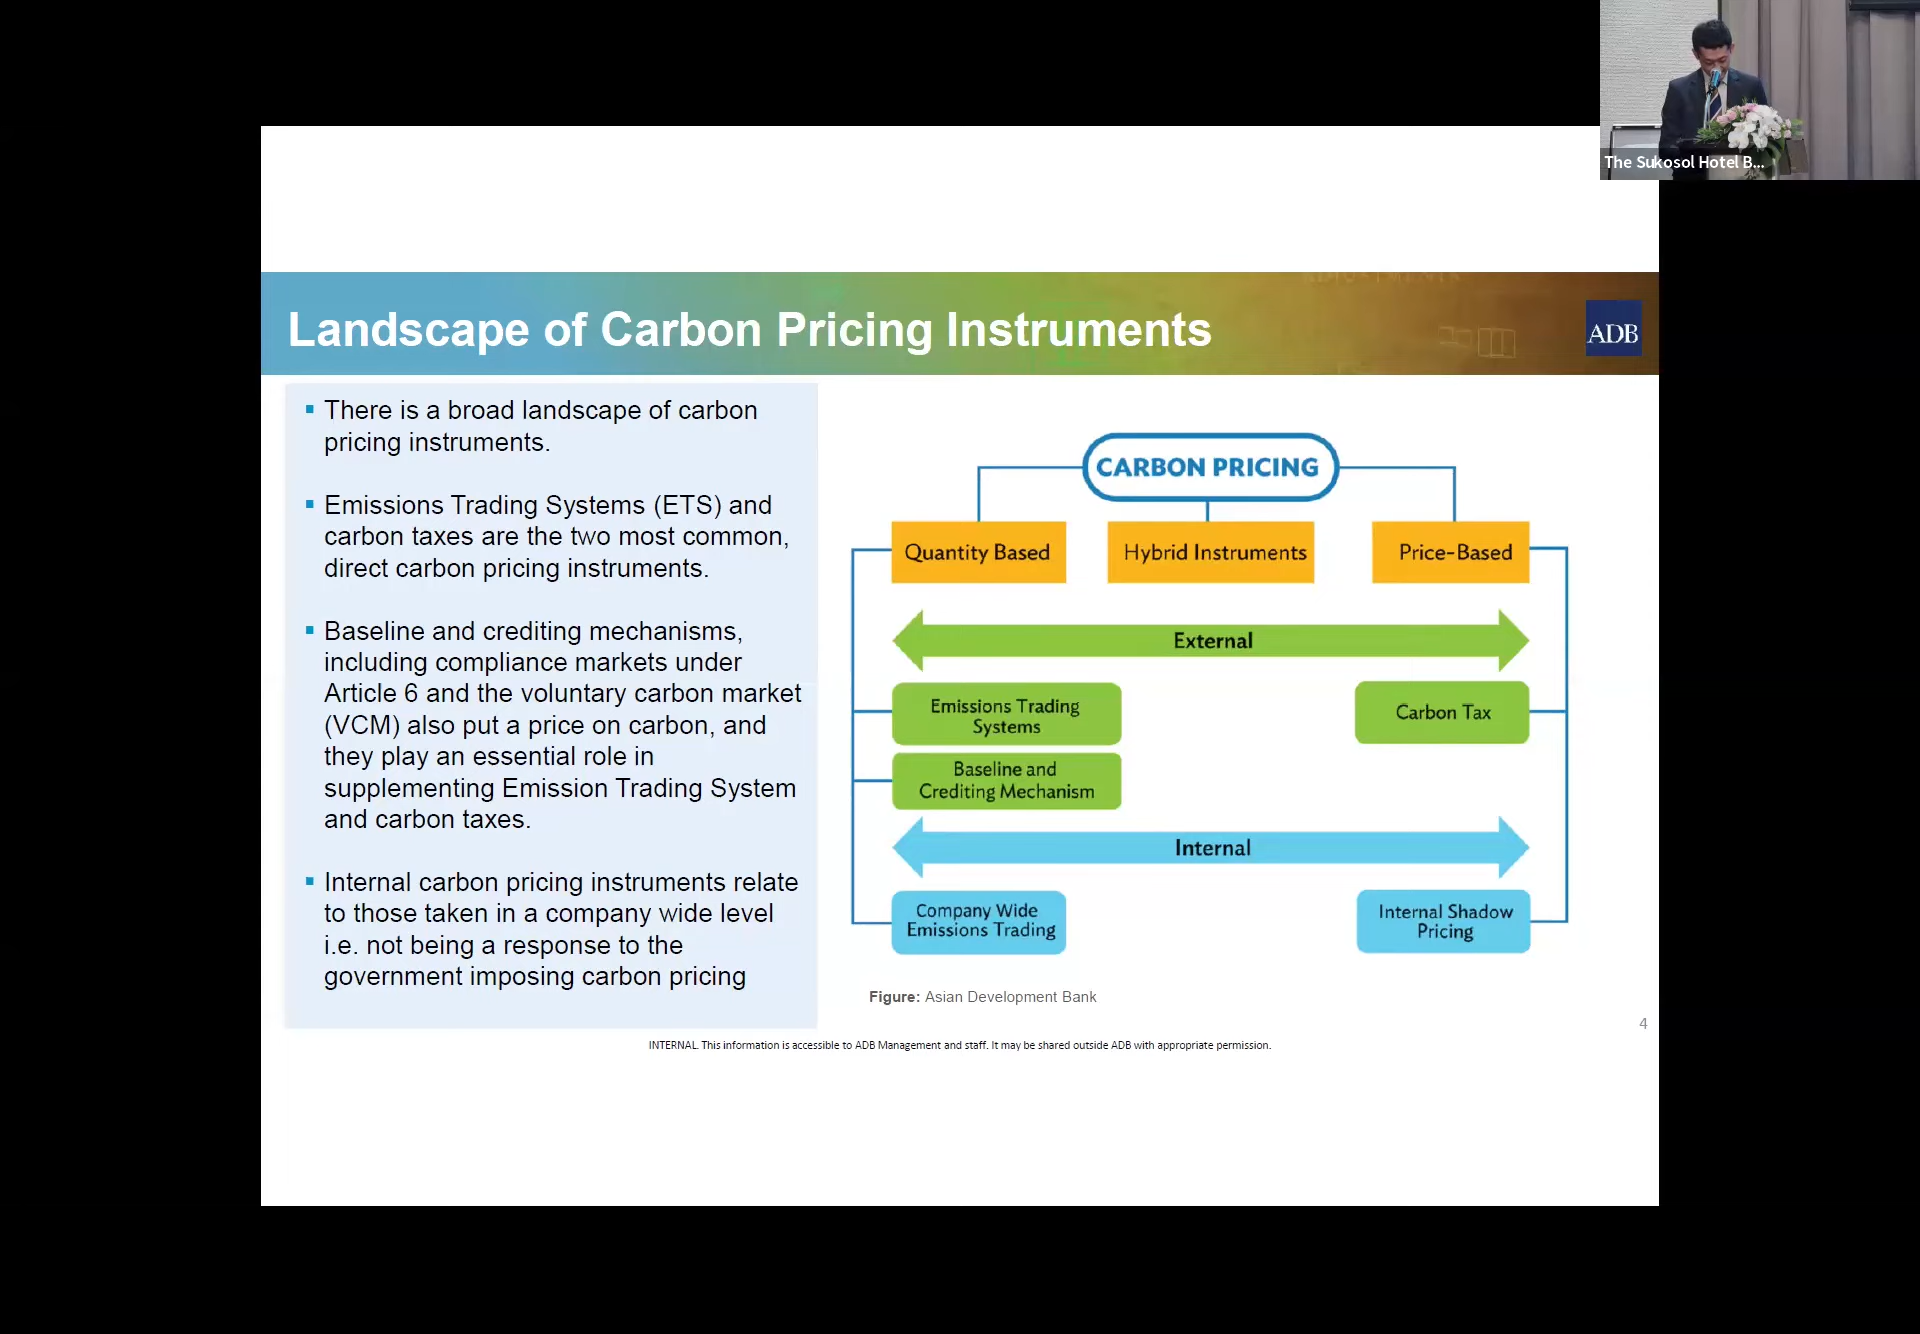 The Sukosol Hotel B...
Landscape of Carbon Pricing Instruments
ADB
▪ There is a broad landscape of carbon
pricing instruments.
▪ Emissions Trading Systems (ETS) and
carbon taxes are the two most common,
direct carbon pricing instruments.
▪ Baseline and crediting mechanisms,
including compliance markets under
Article 6 and the voluntary carbon market
(VCM) also put a price on carbon, and
they play an essential role in
supplementing Emission Trading System
and carbon taxes.
▪ Internal carbon pricing instruments relate
to those taken in a company wide level
i.e. not being a response to the
government imposing carbon pricing
CARBON PRICING
Quantity Based
Hybrid Instruments
Price-Based
External
Emissions Trading
Systems
Carbon Tax
Baseline and
Crediting Mechanism
Internal
Company Wide
Emissions Trading
Internal Shadow
Pricing
Figure: Asian Development Bank
4
INTERNAL. This information is accessible to ADB Management and staff. It may be shared outside ADB with appropriate permission.